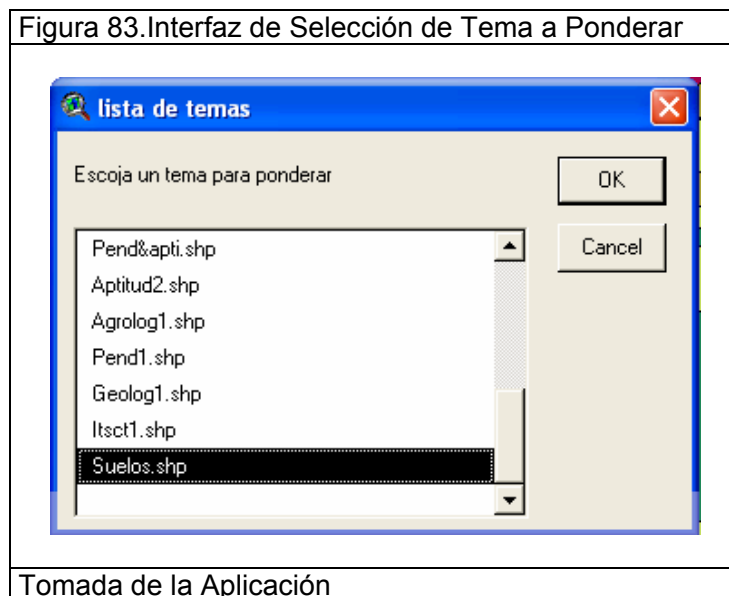 Figura 83.Interfaz de Selección de Tema a Ponderar
lista de temas
Escoja un tema para ponderar
OK
Cancel
Pend&apti.shp
Aptitud2.shp
Agrolog1.shp
Pend1.shp
Geolog1.shp
Itsct1.shp
Suelos.shp
Tomada de la Aplicación